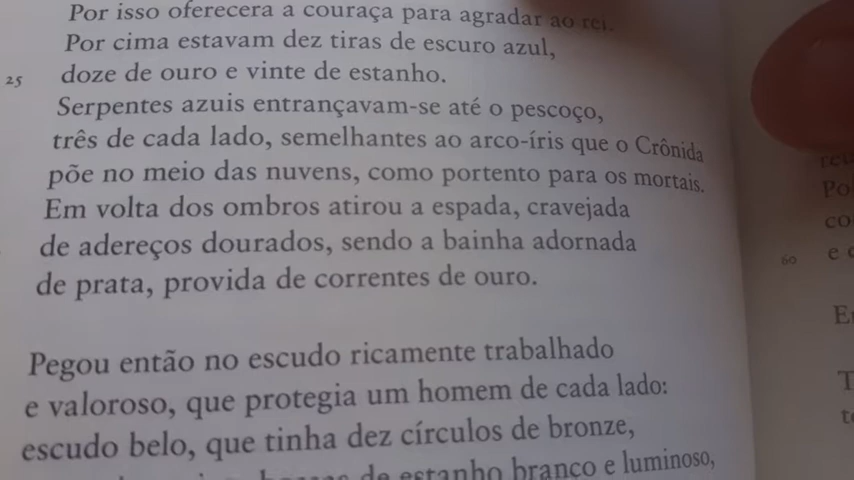 Por isso oferecera a couraça para agradar ao rei.
Por cima estavam dez tiras de escuro azul,
25 doze de ouro e vinte de estanho.
Serpentes azuis entrançavam-se até o pescoço,
três de cada lado, semelhantes ao arco-íris que o Crônida
põe no meio das nuvens, como portento para os mortais.
Em volta dos ombros atirou a espada, cravejada
de adereços dourados, sendo a bainha adornada
de prata, provida de correntes de ouro.
Pegou então no escudo ricamente trabalhado
e valoroso, que protegia um homem de cada lado:
escudo belo, que tinha dez círculos de bronze,
de estanho branco e luminoso,
60